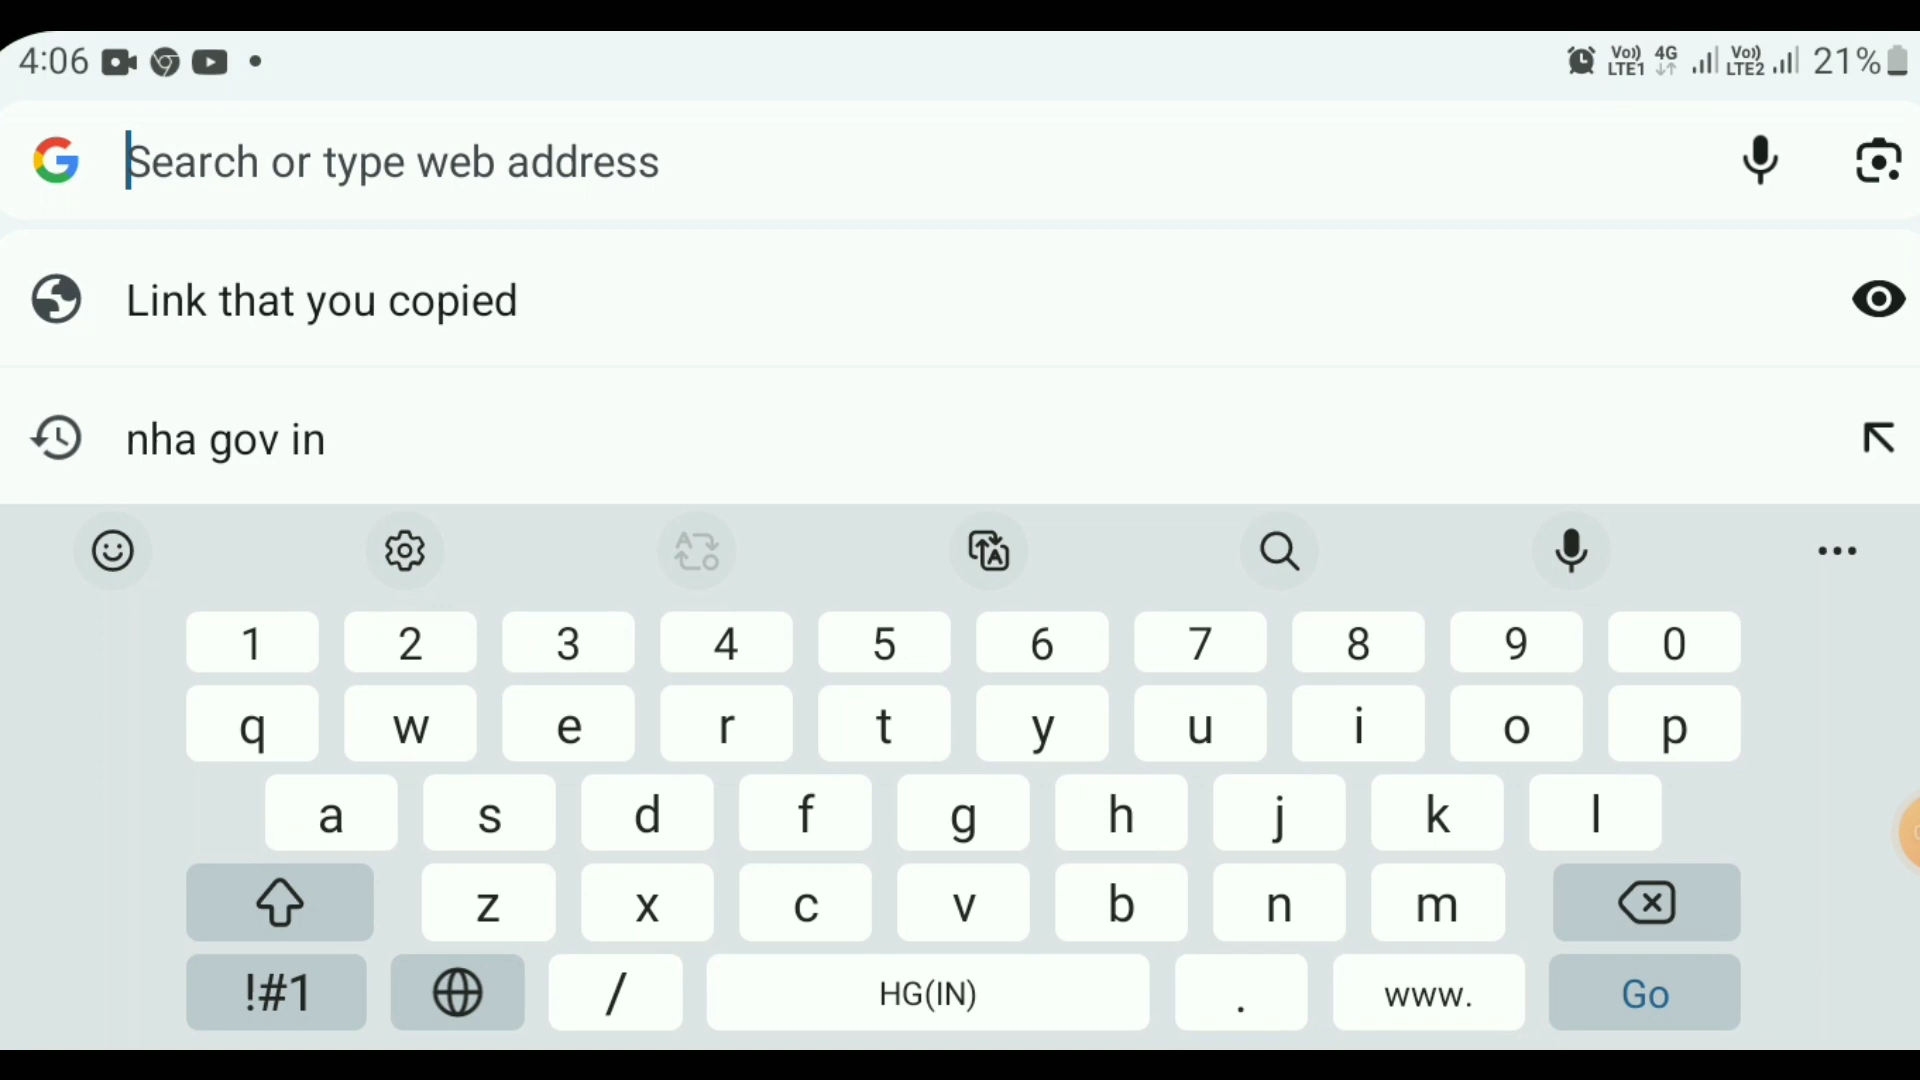 4:06
Vo)) LTE1 4G Vo)) LTE2 21%
Search or type web address
Link that you copied
nha gov in
1 2 3 4 5 6 7 8 9 0
q w e r t y u i o p
a s d f g h j k l
z x c v b n m
!#1 / HG(IN) . www. Go